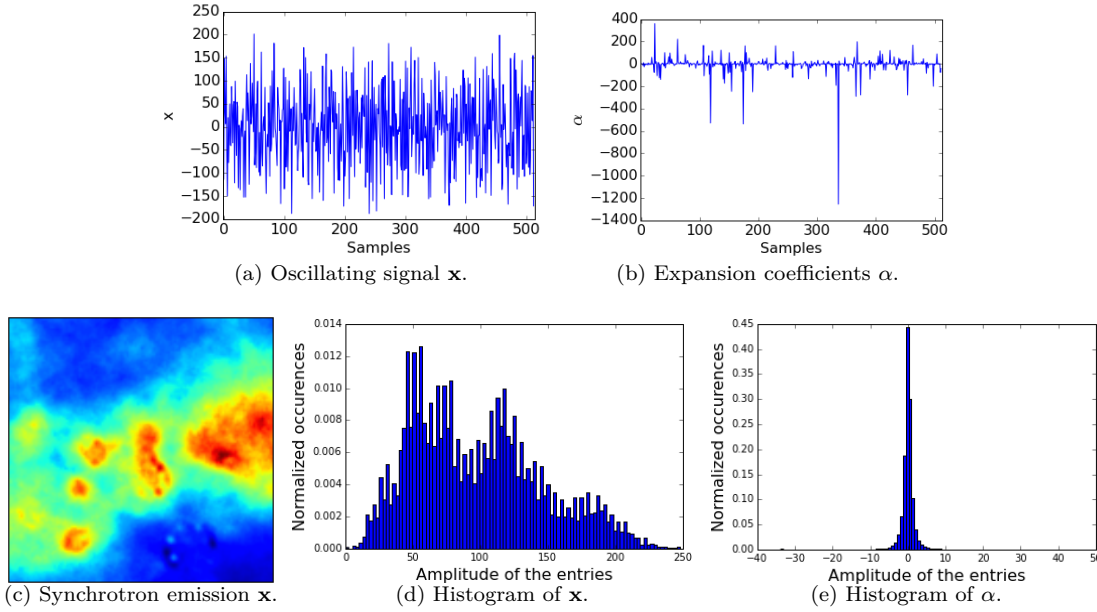 250
200
150
100
50
0
−50
−100
−150
−200
x
0 100 200 300 400 500
Samples
400
200
0
−200
−400
−600
−800
−1000
−1200
−1400
α
0 100 200 300 400 500
Samples
(a) Oscillating signal x.
(b) Expansion coefficients α.
(c) Synchrotron emission x.
0.014
0.012
0.010
0.008
0.006
0.004
0.002
0.000
Normalized occurrences
50 100 150 200 250
Amplitude of the entries
(d) Histogram of x.
0.45
0.40
0.35
0.30
0.25
0.20
0.15
0.10
0.05
0.00
Normalized occurrences
−40 −30 −20 −10 0 10 20 30 40 50
Amplitude of the entries
(e) Histogram of α.